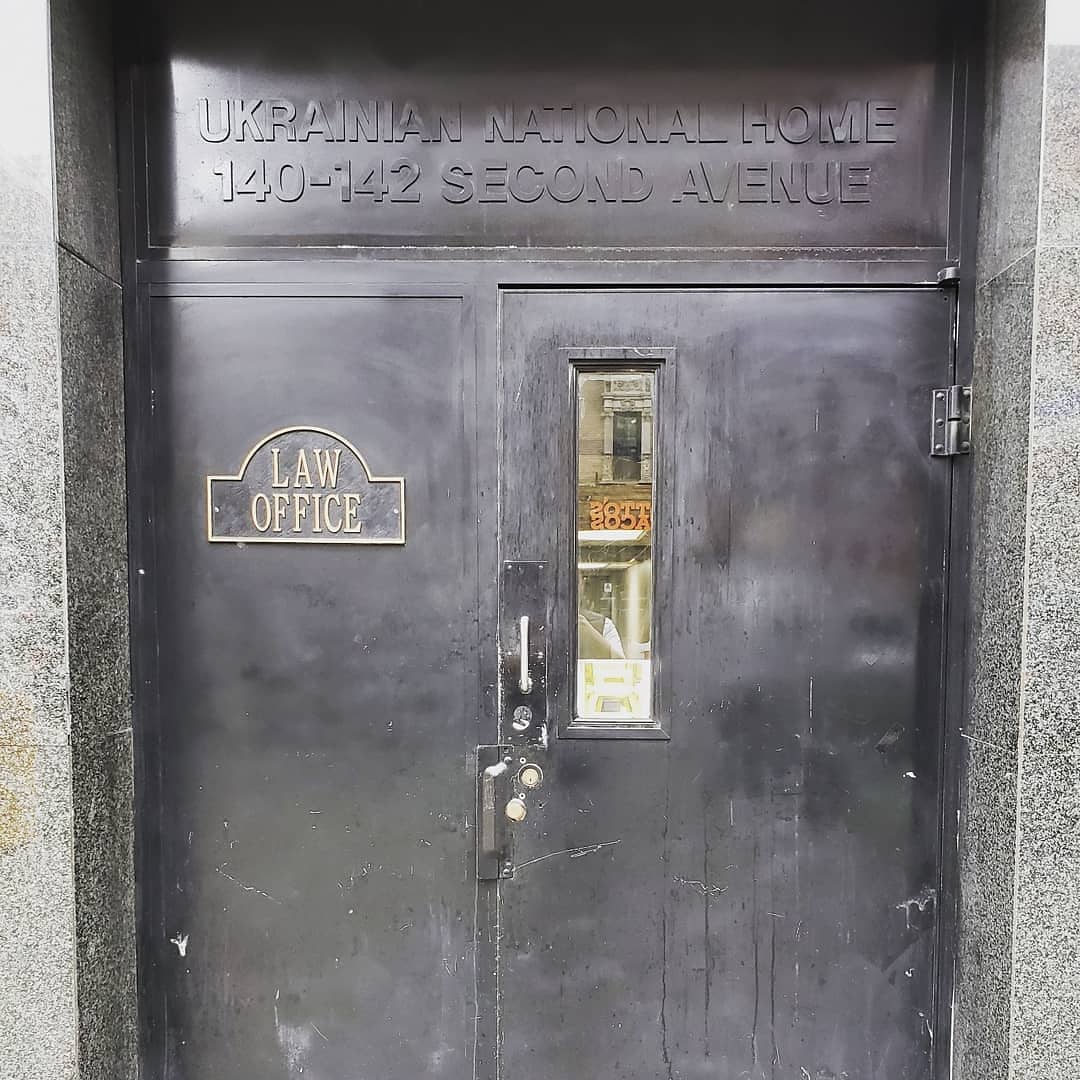 UKRAINIAN NATIONAL HOME
140-142 SECOND AVENUE
LAW
OFFICE